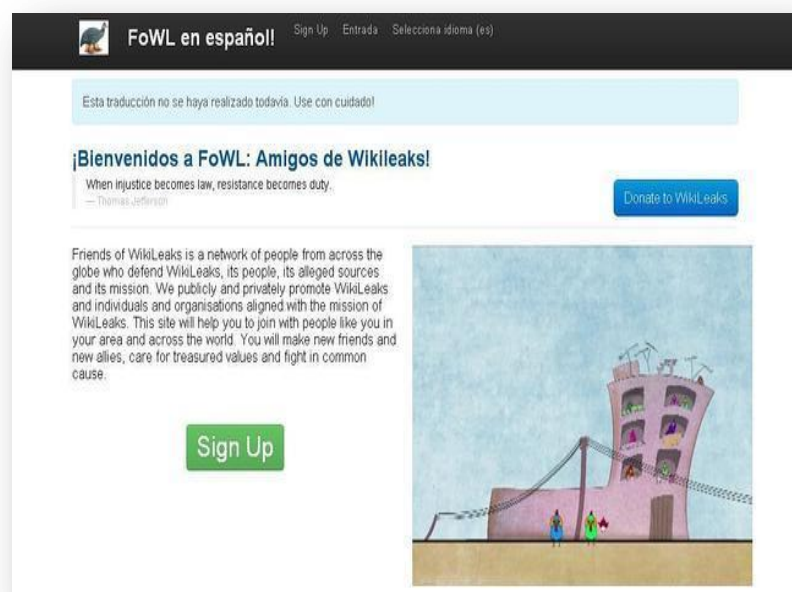 FoWL en español!
Sign Up Entrada Selecciona idioma (es)
Esta traducción no se haya realizado todavía. Use con cuidado!
¡Bienvenidos a FoWL: Amigos de Wikileaks!
When injustice becomes law, resistance becomes duty.
— Thomas Jefferson
Donate to WikiLeaks
Friends of WikiLeaks is a network of people from across the
globe who defend WikiLeaks, its people, its alleged sources
and its mission. We publicly and privately promote WikiLeaks
and individuals and organisations aligned with the mission of
WikiLeaks. This site will help you to join with people like you in
your area and across the world. You will make new friends and
new allies, care for treasured values and fight in common
cause.
Sign Up